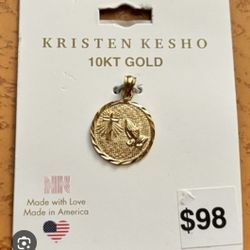 KRISTEN KESHO
10KT GOLD
Made with Love
Made in America
$98